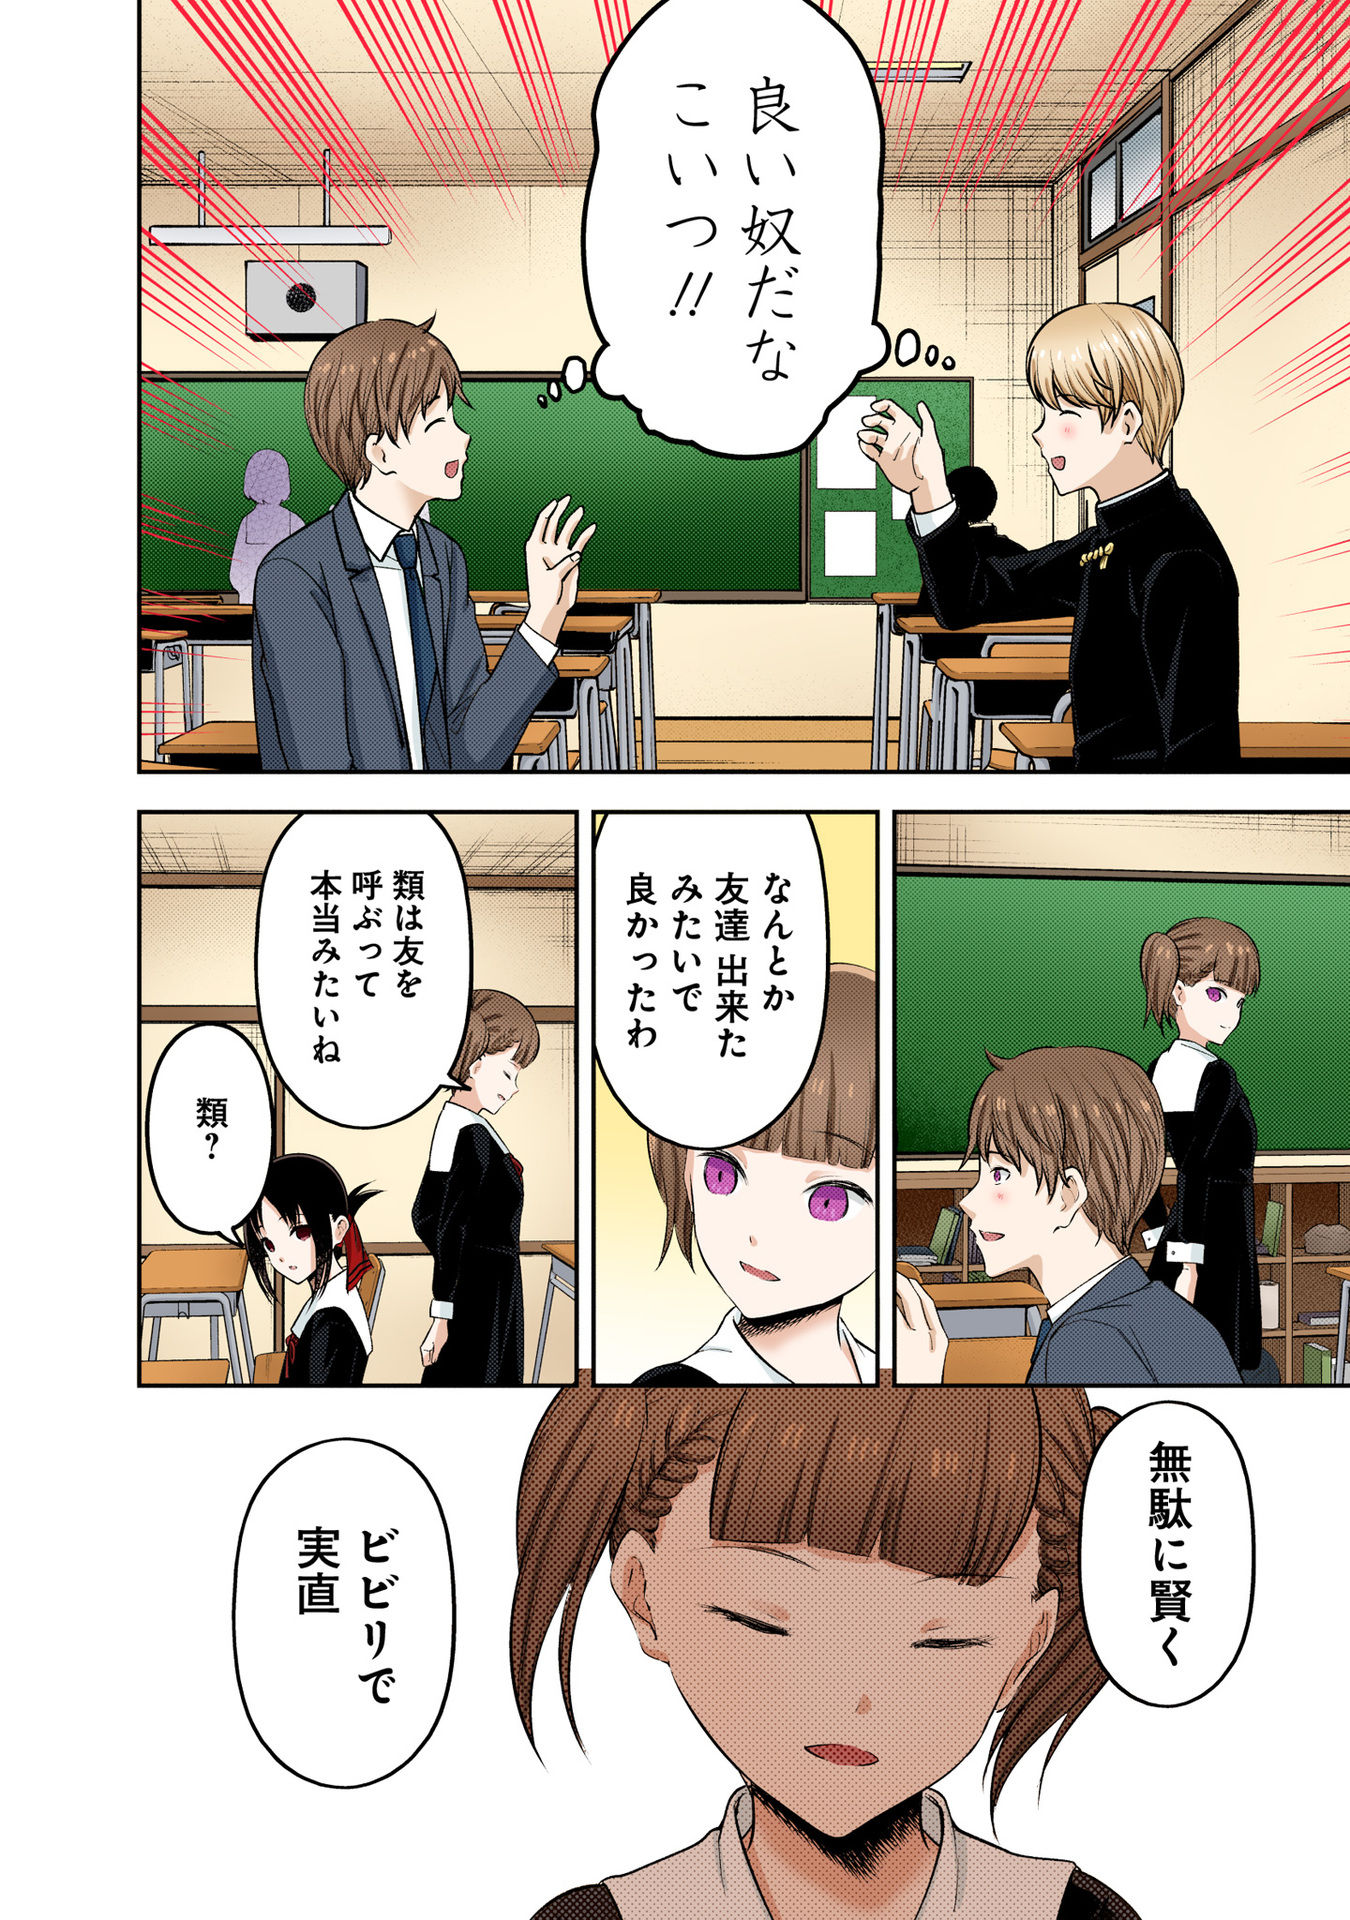 良い奴だな
こいつ!!
なんとか
友達出来た
みたいで
良かったわ
類は友を
呼ぶって
本当みたいね
類?
無駄に賢く
ビビリで
実直